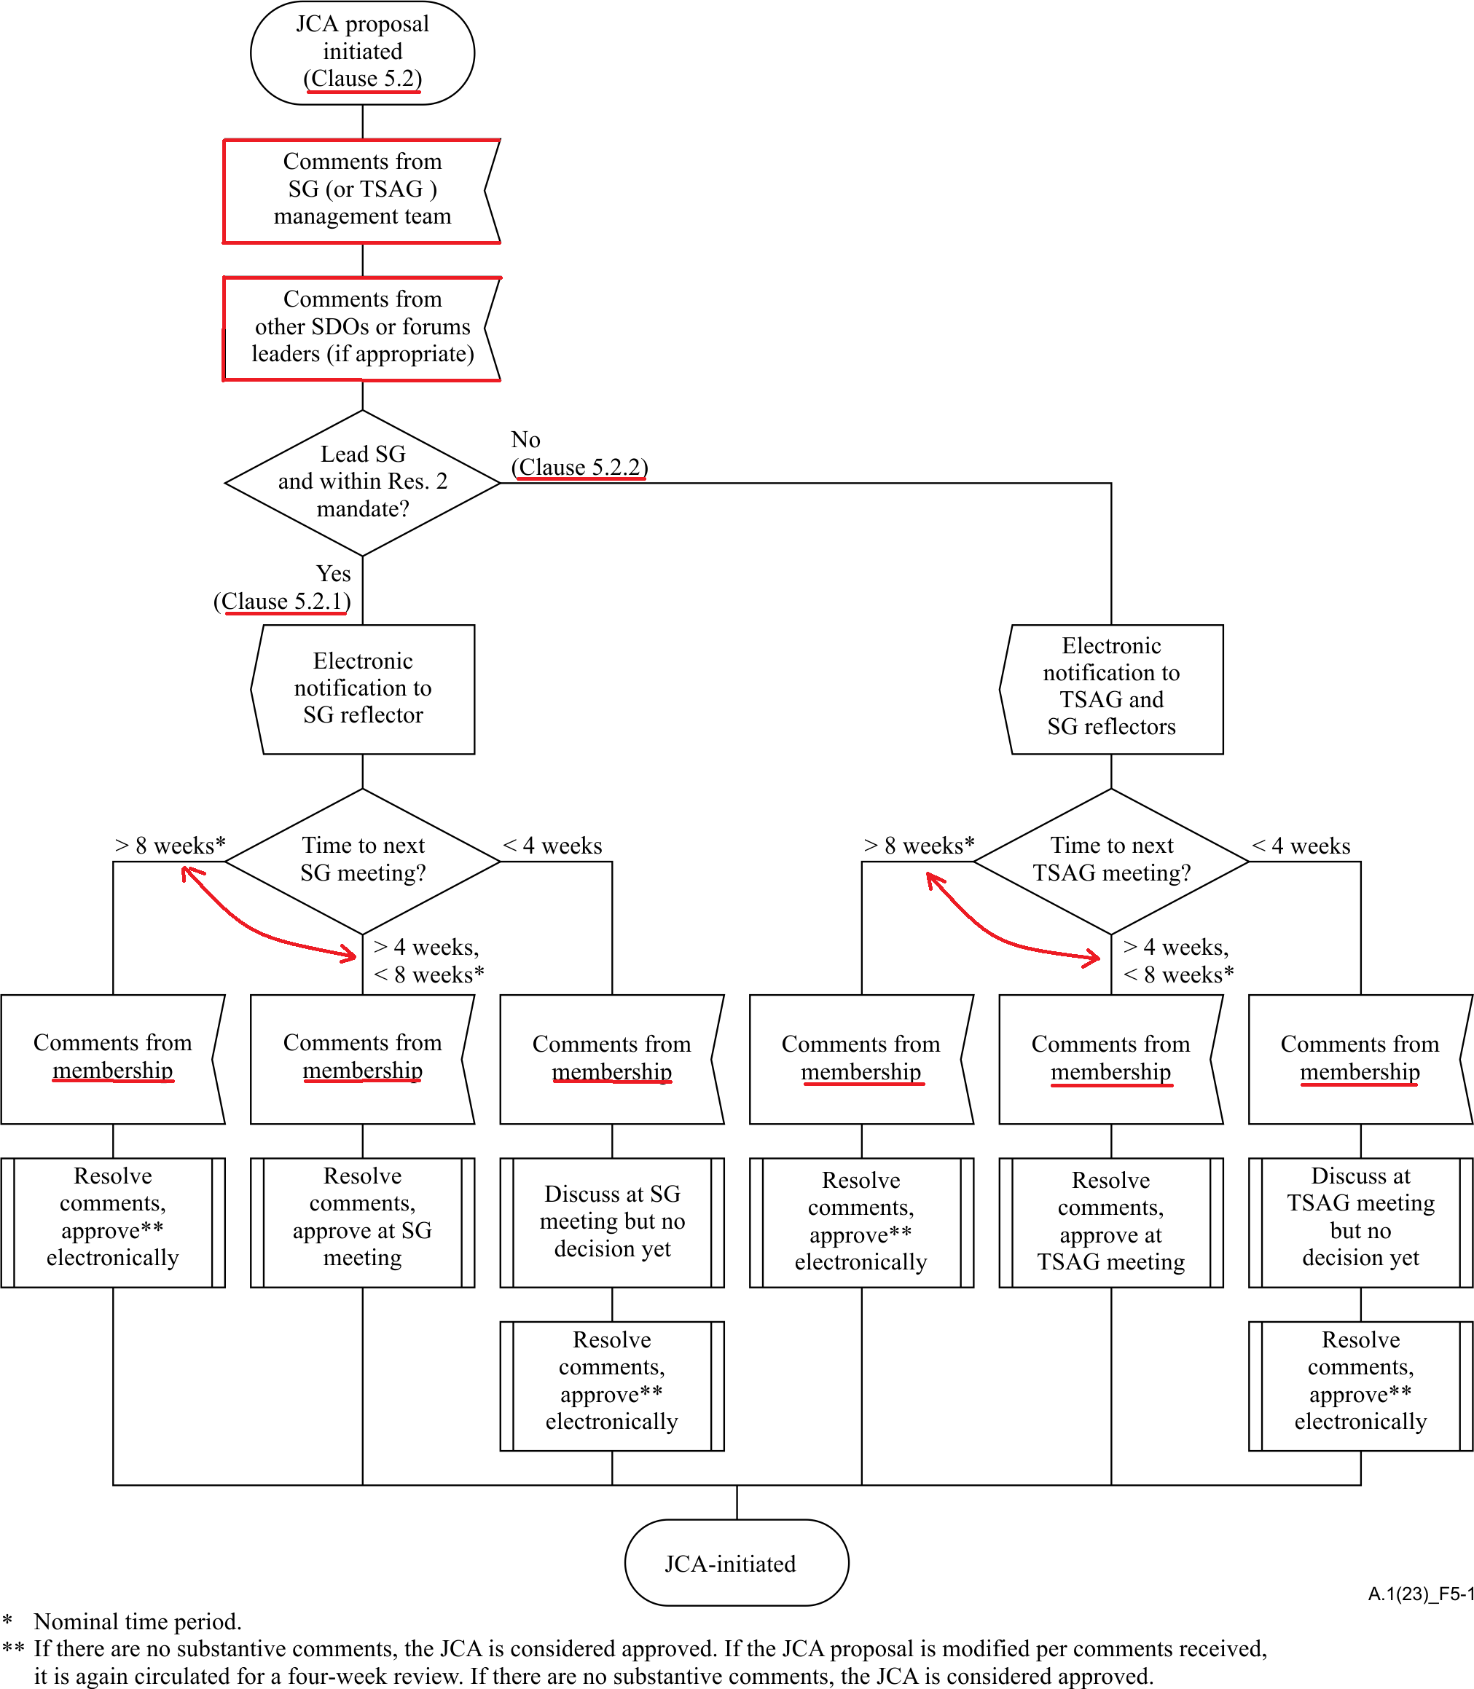 JCA proposal
initiated
(Clause 5.2)
Comments from
SG (or TSAG )
management team
Comments from
other SDOs or forums
leaders (if appropriate)
Lead SG
and within Res. 2
mandate?
No
(Clause 5.2.2)
Yes
(Clause 5.2.1)
Electronic
notification to
SG reflector
Electronic
notification to
TSAG and
SG reflectors
> 8 weeks*
Time to next
SG meeting?
< 4 weeks
> 4 weeks,
< 8 weeks*
> 8 weeks*
Time to next
TSAG meeting?
< 4 weeks
> 4 weeks,
< 8 weeks*
Comments from
membership
Comments from
membership
Comments from
membership
Comments from
membership
Comments from
membership
Comments from
membership
Resolve
comments,
approve**
electronically
Resolve
comments,
approve at SG
meeting
Discuss at SG
meeting but no
decision yet
Resolve
comments,
approve**
electronically
Resolve
comments,
approve at
TSAG meeting
Discuss at
TSAG meeting
but no
decision yet
Resolve
comments,
approve**
electronically
Resolve
comments,
approve**
electronically
JCA-initiated
A.1(23)_F5-1
* Nominal time period.
** If there are no substantive comments, the JCA is considered approved. If the JCA proposal is modified per comments received,
it is again circulated for a four-week review. If there are no substantive comments, the JCA is considered approved.